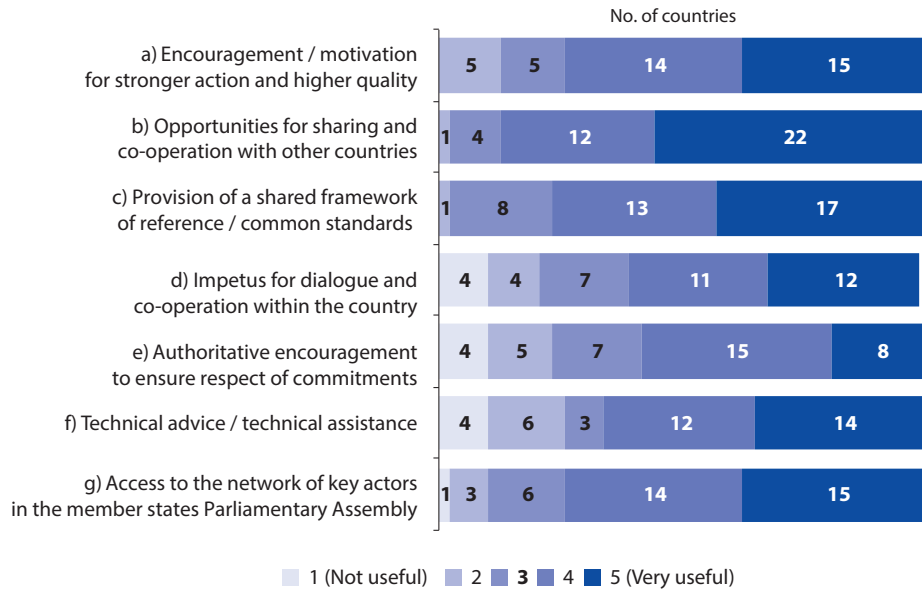 No. of countries
a) Encouragement / motivation
for stronger action and higher quality
5 5 14 15
b) Opportunities for sharing and
co-operation with other countries
1 4 12 22
c) Provision of a shared framework
of reference / common standards
1 8 13 17
d) Impetus for dialogue and
co-operation within the country
4 4 7 11 12
e) Authoritative encouragement
to ensure respect of commitments
4 5 7 15 8
f) Technical advice / technical assistance
4 6 3 12 14
g) Access to the network of key actors
in the member states Parliamentary Assembly
1 3 6 14 15
1 (Not useful) 2 3 4 5 (Very useful)